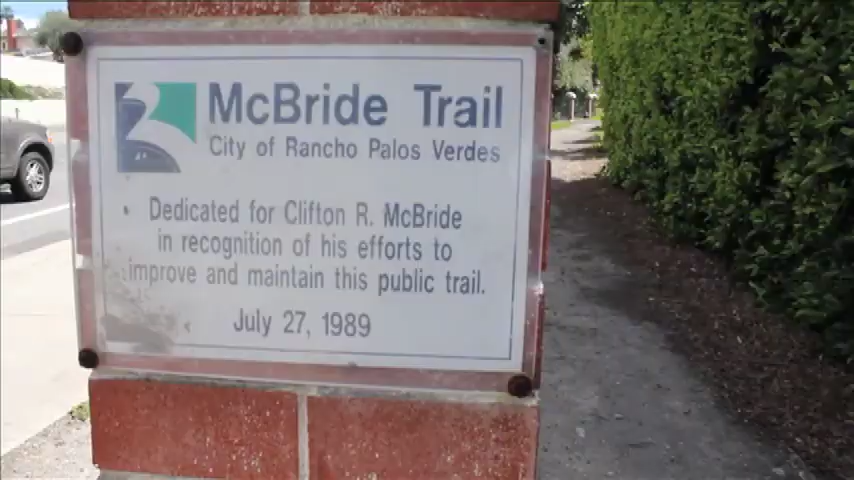 McBride Trail
City of Rancho Palos Verdes
Dedicated for Clifton R. McBride
in recognition of his efforts to
improve and maintain this public trail.
July 27, 1989